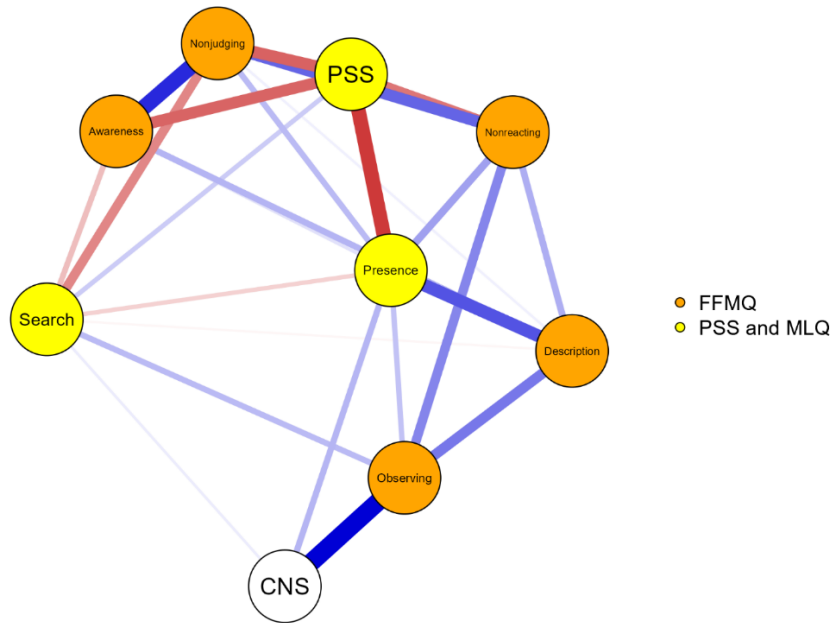 Nonjudging
PSS
Awareness
Nonreacting
Presence
Search
FFMQ
PSS and MLQ
Description
Observing
CNS